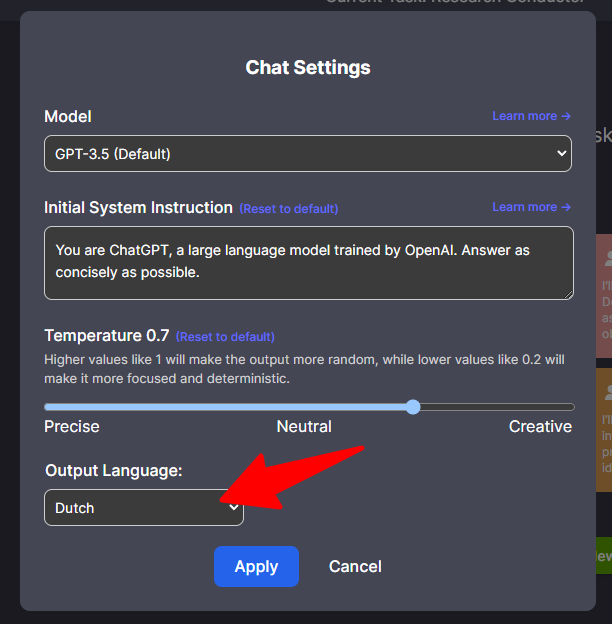 Current Task: Research Conductor
Chat Settings
Model
Learn more →
GPT-3.5 (Default)
Initial System Instruction (Reset to default)
Learn more →
You are ChatGPT, a large language model trained by OpenAI. Answer as
concisely as possible.
Temperature 0.7 (Reset to default)
Higher values like 1 will make the output more random, while lower values like 0.2 will
make it more focused and deterministic.
Precise
Neutral
Creative
Output Language:
Dutch
Apply
Cancel